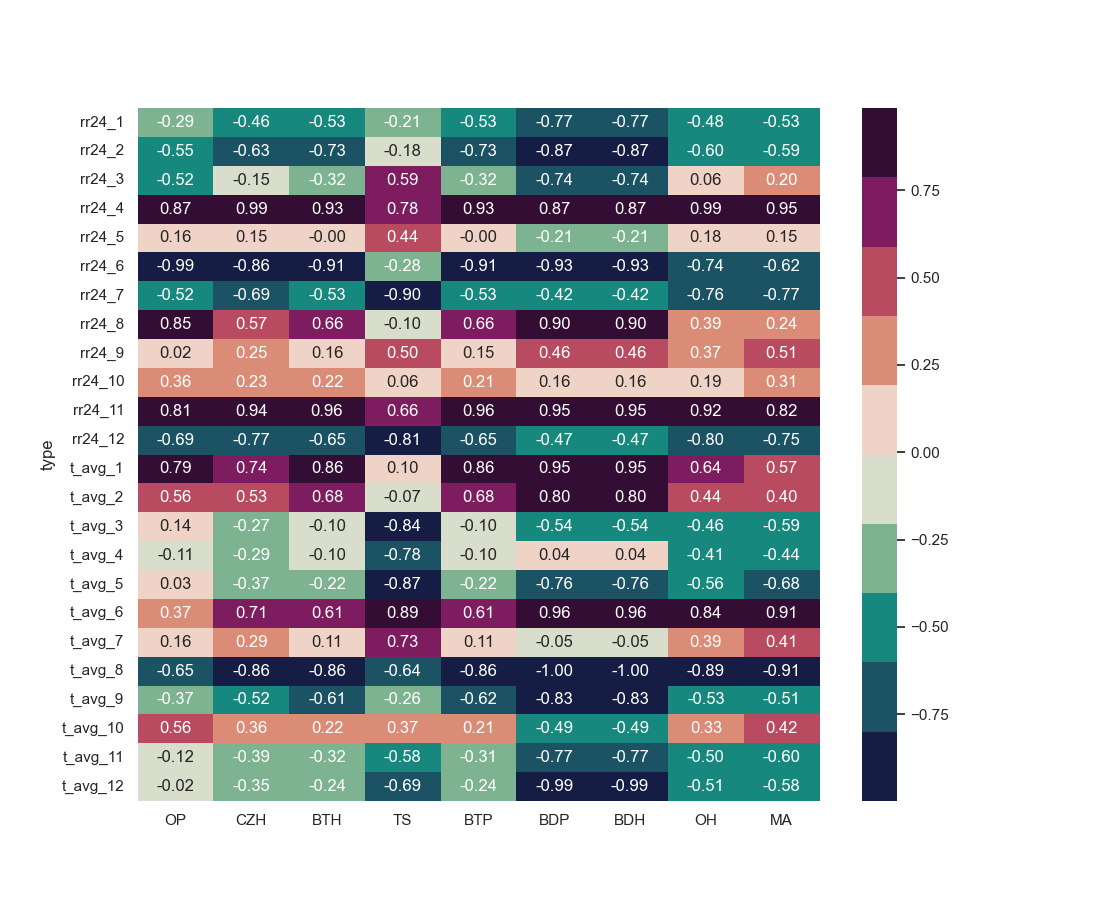 rr24_1 -0.29 -0.46 -0.53 -0.21 -0.53 -0.77 -0.77 -0.48 -0.53
rr24_2 -0.55 -0.63 -0.73 -0.18 -0.73 -0.87 -0.87 -0.60 -0.59
rr24_3 -0.52 -0.15 -0.32 0.59 -0.32 -0.74 -0.74 0.06 0.20
rr24_4 0.87 0.99 0.93 0.78 0.93 0.87 0.87 0.99 0.95
rr24_5 0.16 0.15 -0.00 0.44 -0.00 -0.21 -0.21 0.18 0.15
rr24_6 -0.99 -0.86 -0.91 -0.28 -0.91 -0.93 -0.93 -0.74 -0.62
rr24_7 -0.52 -0.69 -0.53 -0.90 -0.53 -0.42 -0.42 -0.76 -0.77
rr24_8 0.85 0.57 0.66 -0.10 0.66 0.90 0.90 0.39 0.24
rr24_9 0.02 0.25 0.16 0.50 0.15 0.46 0.46 0.37 0.51
rr24_10 0.36 0.23 0.22 0.06 0.21 0.16 0.16 0.19 0.31
rr24_11 0.81 0.94 0.96 0.66 0.96 0.95 0.95 0.92 0.82
rr24_12 -0.69 -0.77 -0.65 -0.81 -0.65 -0.47 -0.47 -0.80 -0.75
t_avg_1 0.79 0.74 0.86 0.10 0.86 0.95 0.95 0.64 0.57
t_avg_2 0.56 0.53 0.68 -0.07 0.68 0.80 0.80 0.44 0.40
t_avg_3 0.14 -0.27 -0.10 -0.84 -0.10 -0.54 -0.54 -0.46 -0.59
t_avg_4 -0.11 -0.29 -0.10 -0.78 -0.10 0.04 0.04 -0.41 -0.44
t_avg_5 0.03 -0.37 -0.22 -0.87 -0.22 -0.76 -0.76 -0.56 -0.68
t_avg_6 0.37 0.71 0.61 0.89 0.61 0.96 0.96 0.84 0.91
t_avg_7 0.16 0.29 0.11 0.73 0.11 -0.05 -0.05 0.39 0.41
t_avg_8 -0.65 -0.86 -0.86 -0.64 -0.86 -1.00 -1.00 -0.89 -0.91
t_avg_9 -0.37 -0.52 -0.61 -0.26 -0.62 -0.83 -0.83 -0.53 -0.51
t_avg_10 0.56 0.36 0.22 0.37 0.21 -0.49 -0.49 0.33 0.42
t_avg_11 -0.12 -0.39 -0.32 -0.58 -0.31 -0.77 -0.77 -0.50 -0.60
t_avg_12 -0.02 -0.35 -0.24 -0.69 -0.24 -0.99 -0.99 -0.51 -0.58
OP CZH BTH TS BTP BDP BDH OH MA
type
0.75
0.50
0.25
0.00
−0.25
−0.50
−0.75